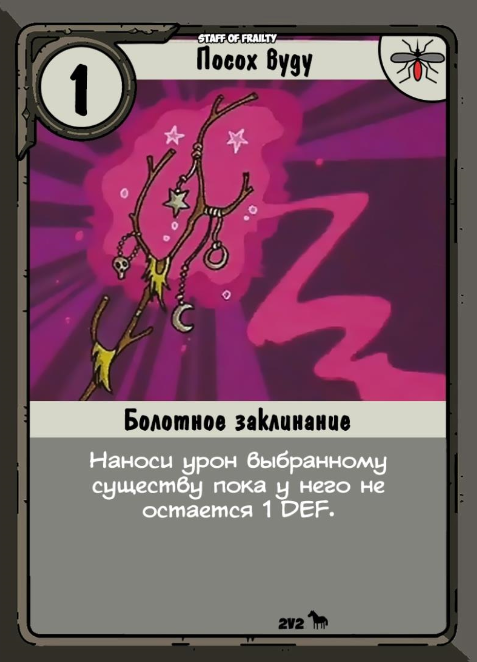 STAFF OF FRAILTY
1
Посох Вуду
Болотное заклинание
Наноси урон выбранному
существу пока у него не
остается 1 DEF.
2V2